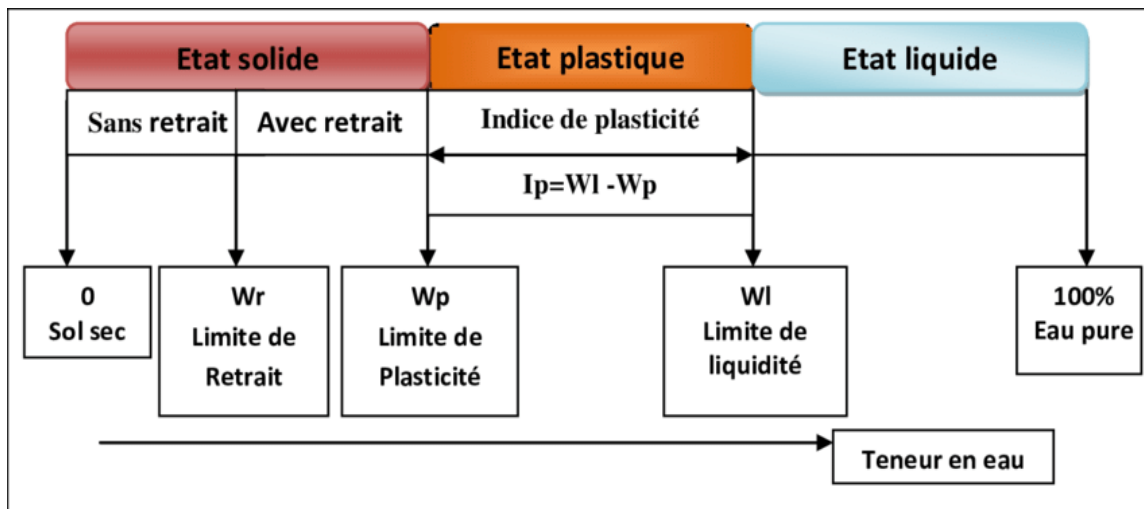 Etat solide
Etat plastique
Etat liquide
Sans retrait
Avec retrait
Indice de plasticité
Ip=Wl -Wp
0
Sol sec
Wr
Limite de
Retrait
Wp
Limite de
Plasticité
Wl
Limite de
liquidité
100%
Eau pure
Teneur en eau